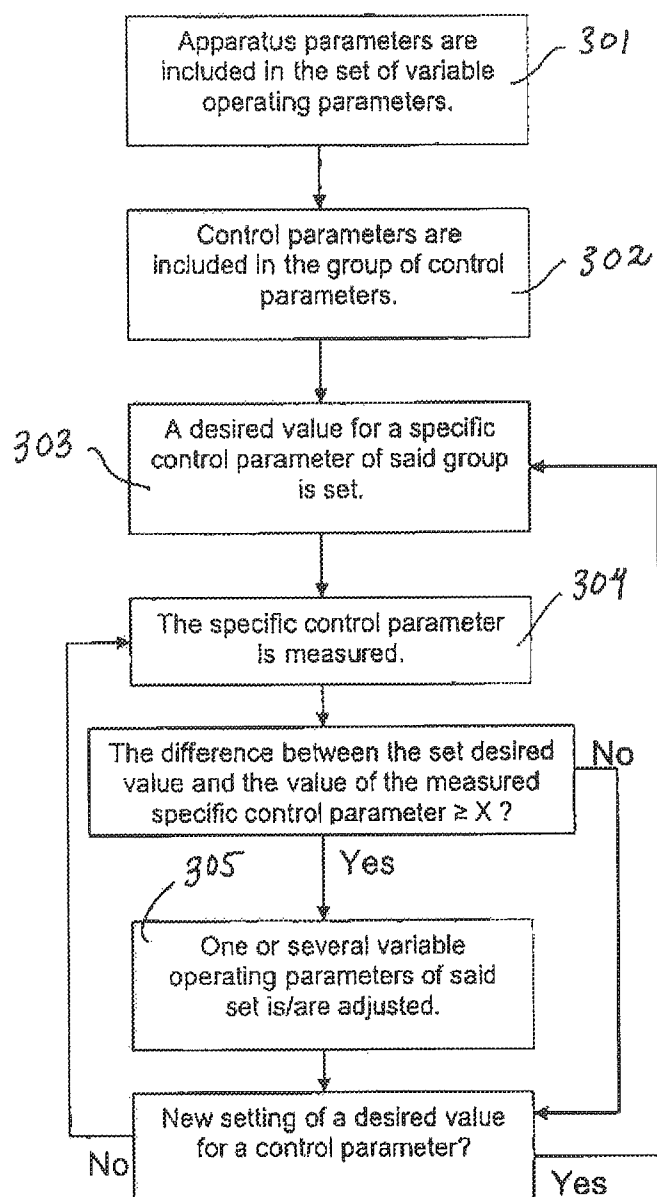 Apparatus parameters are
included in the set of variable
operating parameters.
301
Control parameters are
included in the group of control
parameters.
302
303
A desired value for a specific
control parameter of said group
is set.
304
The specific control parameter
is measured.
The difference between the set desired
value and the value of the measured
specific control parameter ≥ X ?
No
Yes
305
One or several variable
operating parameters of
said set is/are adjusted.
New setting of a desired value
for a control parameter?
No
Yes